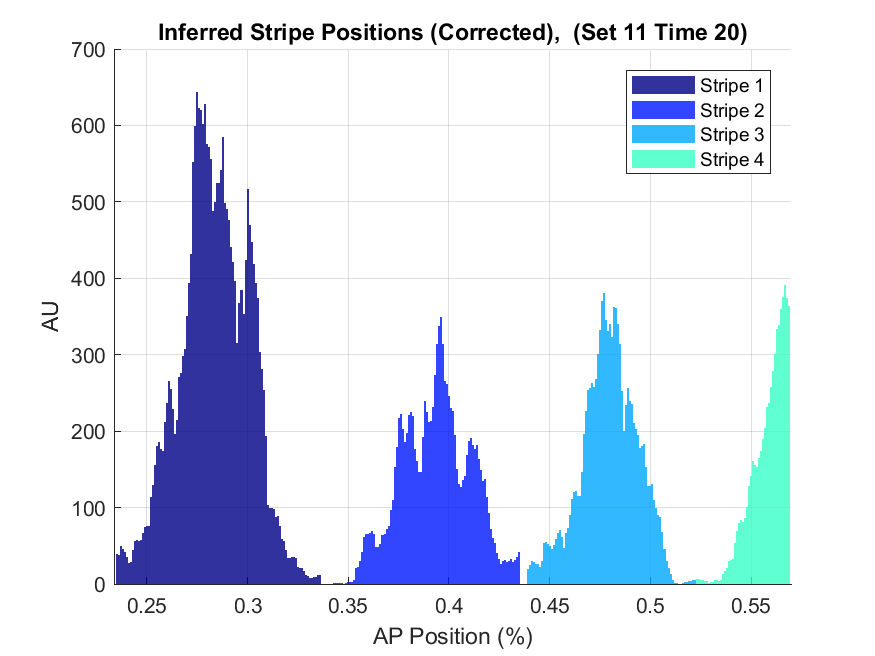 Inferred Stripe Positions (Corrected),  (Set 11 Time 20)
700
600
500
400
300
200
100
0
AU
Stripe 1
Stripe 2
Stripe 3
Stripe 4
0.25 0.3 0.35 0.4 0.45 0.5 0.55
AP Position (%)